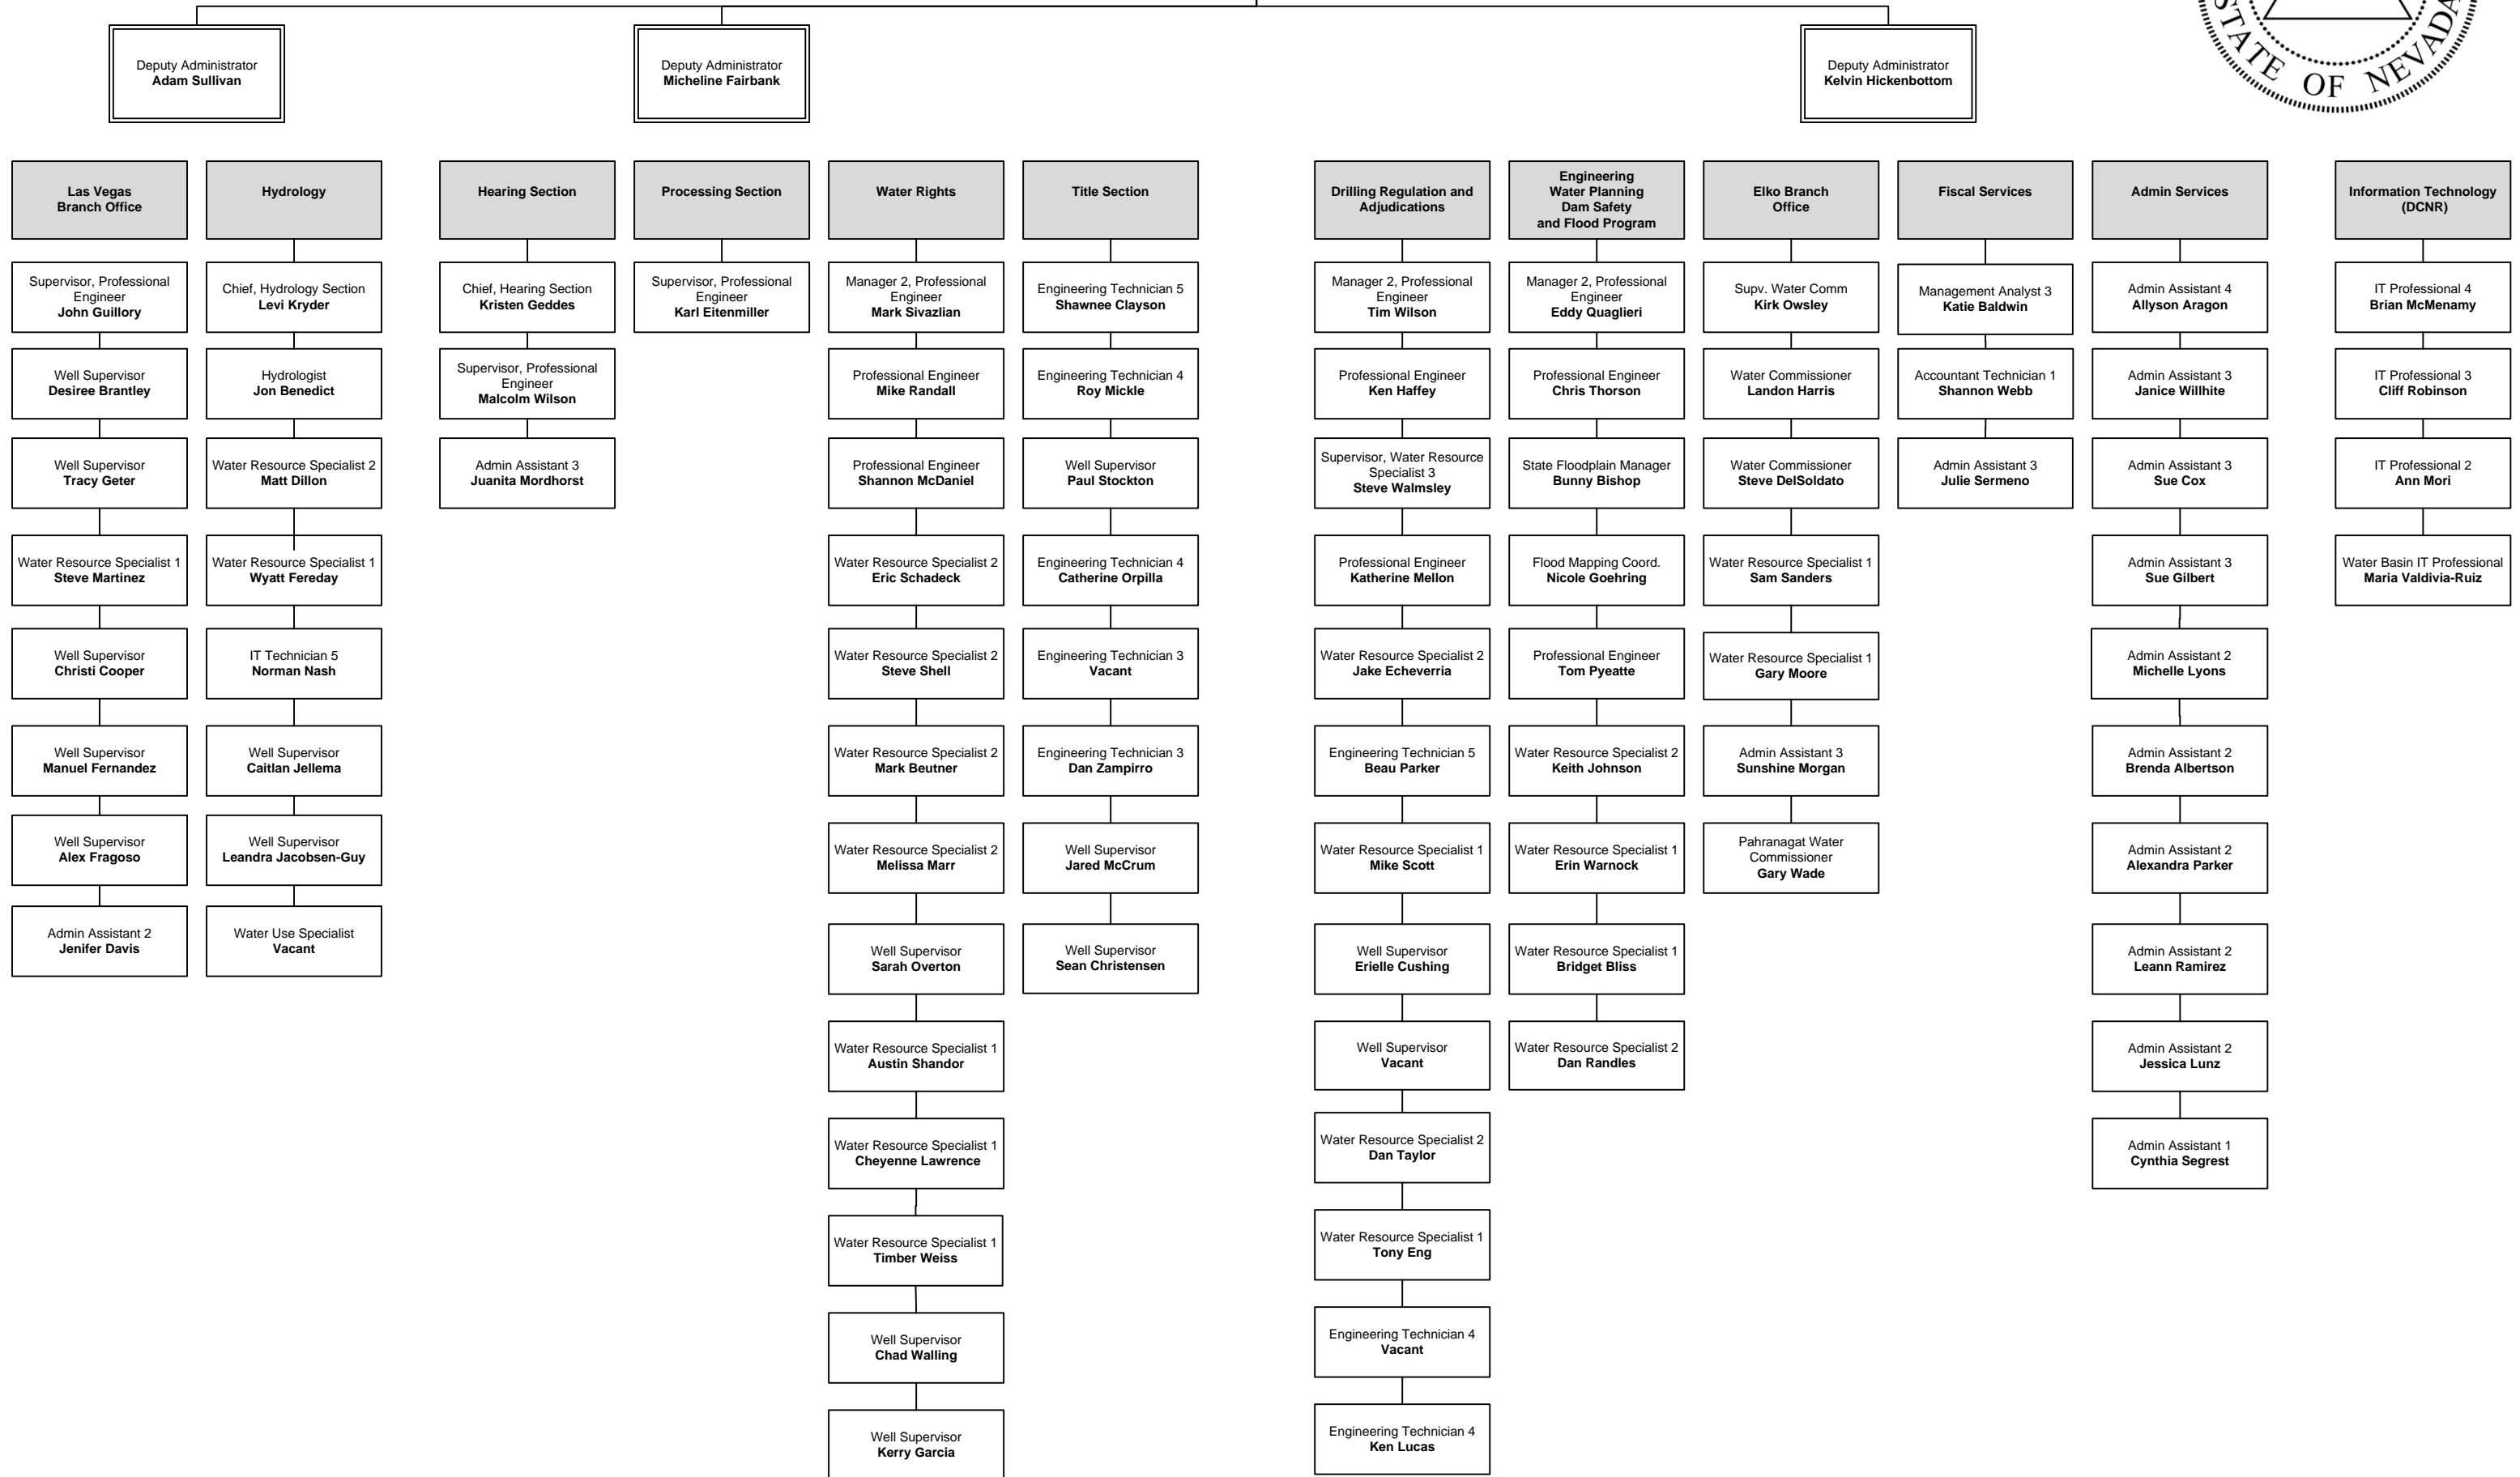 STATE OF NEVADA
Deputy Administrator
Adam Sullivan
Deputy Administrator
Micheline Fairbank
Deputy Administrator
Kelvin Hickenbottom
Las Vegas
Branch Office
Supervisor, Professional
Engineer
John Guillory
Well Supervisor
Desiree Brantley
Well Supervisor
Tracy Geter
Water Resource Specialist 1
Steve Martinez
Well Supervisor
Christi Cooper
Well Supervisor
Manuel Fernandez
Well Supervisor
Alex Fragoso
Admin Assistant 2
Jenifer Davis
Hydrology
Chief, Hydrology Section
Levi Kryder
Hydrologist
Jon Benedict
Water Resource Specialist 2
Matt Dillon
Water Resource Specialist 1
Wyatt Fereday
IT Technician 5
Norman Nash
Well Supervisor
Caitlan Jellema
Well Supervisor
Leandra Jacobsen-Guy
Water Use Specialist
Vacant
Hearing Section
Chief, Hearing Section
Kristen Geddes
Supervisor, Professional
Engineer
Malcolm Wilson
Admin Assistant 3
Juanita Mordhorst
Processing Section
Supervisor, Professional
Engineer
Karl Eitenmiller
Water Rights
Manager 2, Professional
Engineer
Mark Sivazlian
Professional Engineer
Mike Randall
Professional Engineer
Shannon McDaniel
Water Resource Specialist 2
Eric Schadeck
Water Resource Specialist 2
Steve Shell
Water Resource Specialist 2
Mark Beutner
Water Resource Specialist 2
Melissa Marr
Well Supervisor
Sarah Overton
Water Resource Specialist 1
Austin Shandor
Water Resource Specialist 1
Cheyenne Lawrence
Water Resource Specialist 1
Timber Weiss
Well Supervisor
Chad Walling
Well Supervisor
Kerry Garcia
Title Section
Engineering Technician 5
Shawnee Clayson
Engineering Technician 4
Roy Mickle
Well Supervisor
Paul Stockton
Engineering Technician 4
Catherine Orpilla
Engineering Technician 3
Vacant
Engineering Technician 3
Dan Zampirro
Well Supervisor
Jared McCrum
Well Supervisor
Sean Christensen
Drilling Regulation and
Adjudications
Manager 2, Professional
Engineer
Tim Wilson
Professional Engineer
Ken Haffey
Supervisor, Water Resource
Specialist 3
Steve Walmsley
Professional Engineer
Katherine Mellon
Water Resource Specialist 2
Jake Echeverria
Engineering Technician 5
Beau Parker
Water Resource Specialist 1
Mike Scott
Well Supervisor
Erielle Cushing
Well Supervisor
Vacant
Water Resource Specialist 2
Dan Taylor
Water Resource Specialist 1
Tony Eng
Engineering Technician 4
Vacant
Engineering Technician 4
Ken Lucas
Engineering
Water Planning
Dam Safety
and Flood Program
Manager 2, Professional
Engineer
Eddy Quaglieri
Professional Engineer
Chris Thorson
State Floodplain Manager
Bunny Bishop
Flood Mapping Coord.
Nicole Goehring
Professional Engineer
Tom Pyeatte
Water Resource Specialist 2
Keith Johnson
Water Resource Specialist 1
Erin Warnock
Water Resource Specialist 1
Bridget Bliss
Water Resource Specialist 2
Dan Randles
Elko Branch
Office
Supv. Water Comm
Kirk Owsley
Water Commissioner
Landon Harris
Water Commissioner
Steve DelSoldato
Water Resource Specialist 1
Sam Sanders
Water Resource Specialist 1
Gary Moore
Admin Assistant 3
Sunshine Morgan
Pahranagat Water
Commissioner
Gary Wade
Fiscal Services
Management Analyst 3
Katie Baldwin
Accountant Technician 1
Shannon Webb
Admin Assistant 3
Julie Sermeno
Admin Services
Admin Assistant 4
Allyson Aragon
Admin Assistant 3
Janice Willhite
Admin Assistant 3
Sue Cox
Admin Assistant 3
Sue Gilbert
Admin Assistant 2
Michelle Lyons
Admin Assistant 2
Brenda Albertson
Admin Assistant 2
Alexandra Parker
Admin Assistant 2
Leann Ramirez
Admin Assistant 2
Jessica Lunz
Admin Assistant 1
Cynthia Segrest
Information Technology
(DCNR)
IT Professional 4
Brian McMenamy
IT Professional 3
Cliff Robinson
IT Professional 2
Ann Mori
Water Basin IT Professional
Maria Valdivia-Ruiz